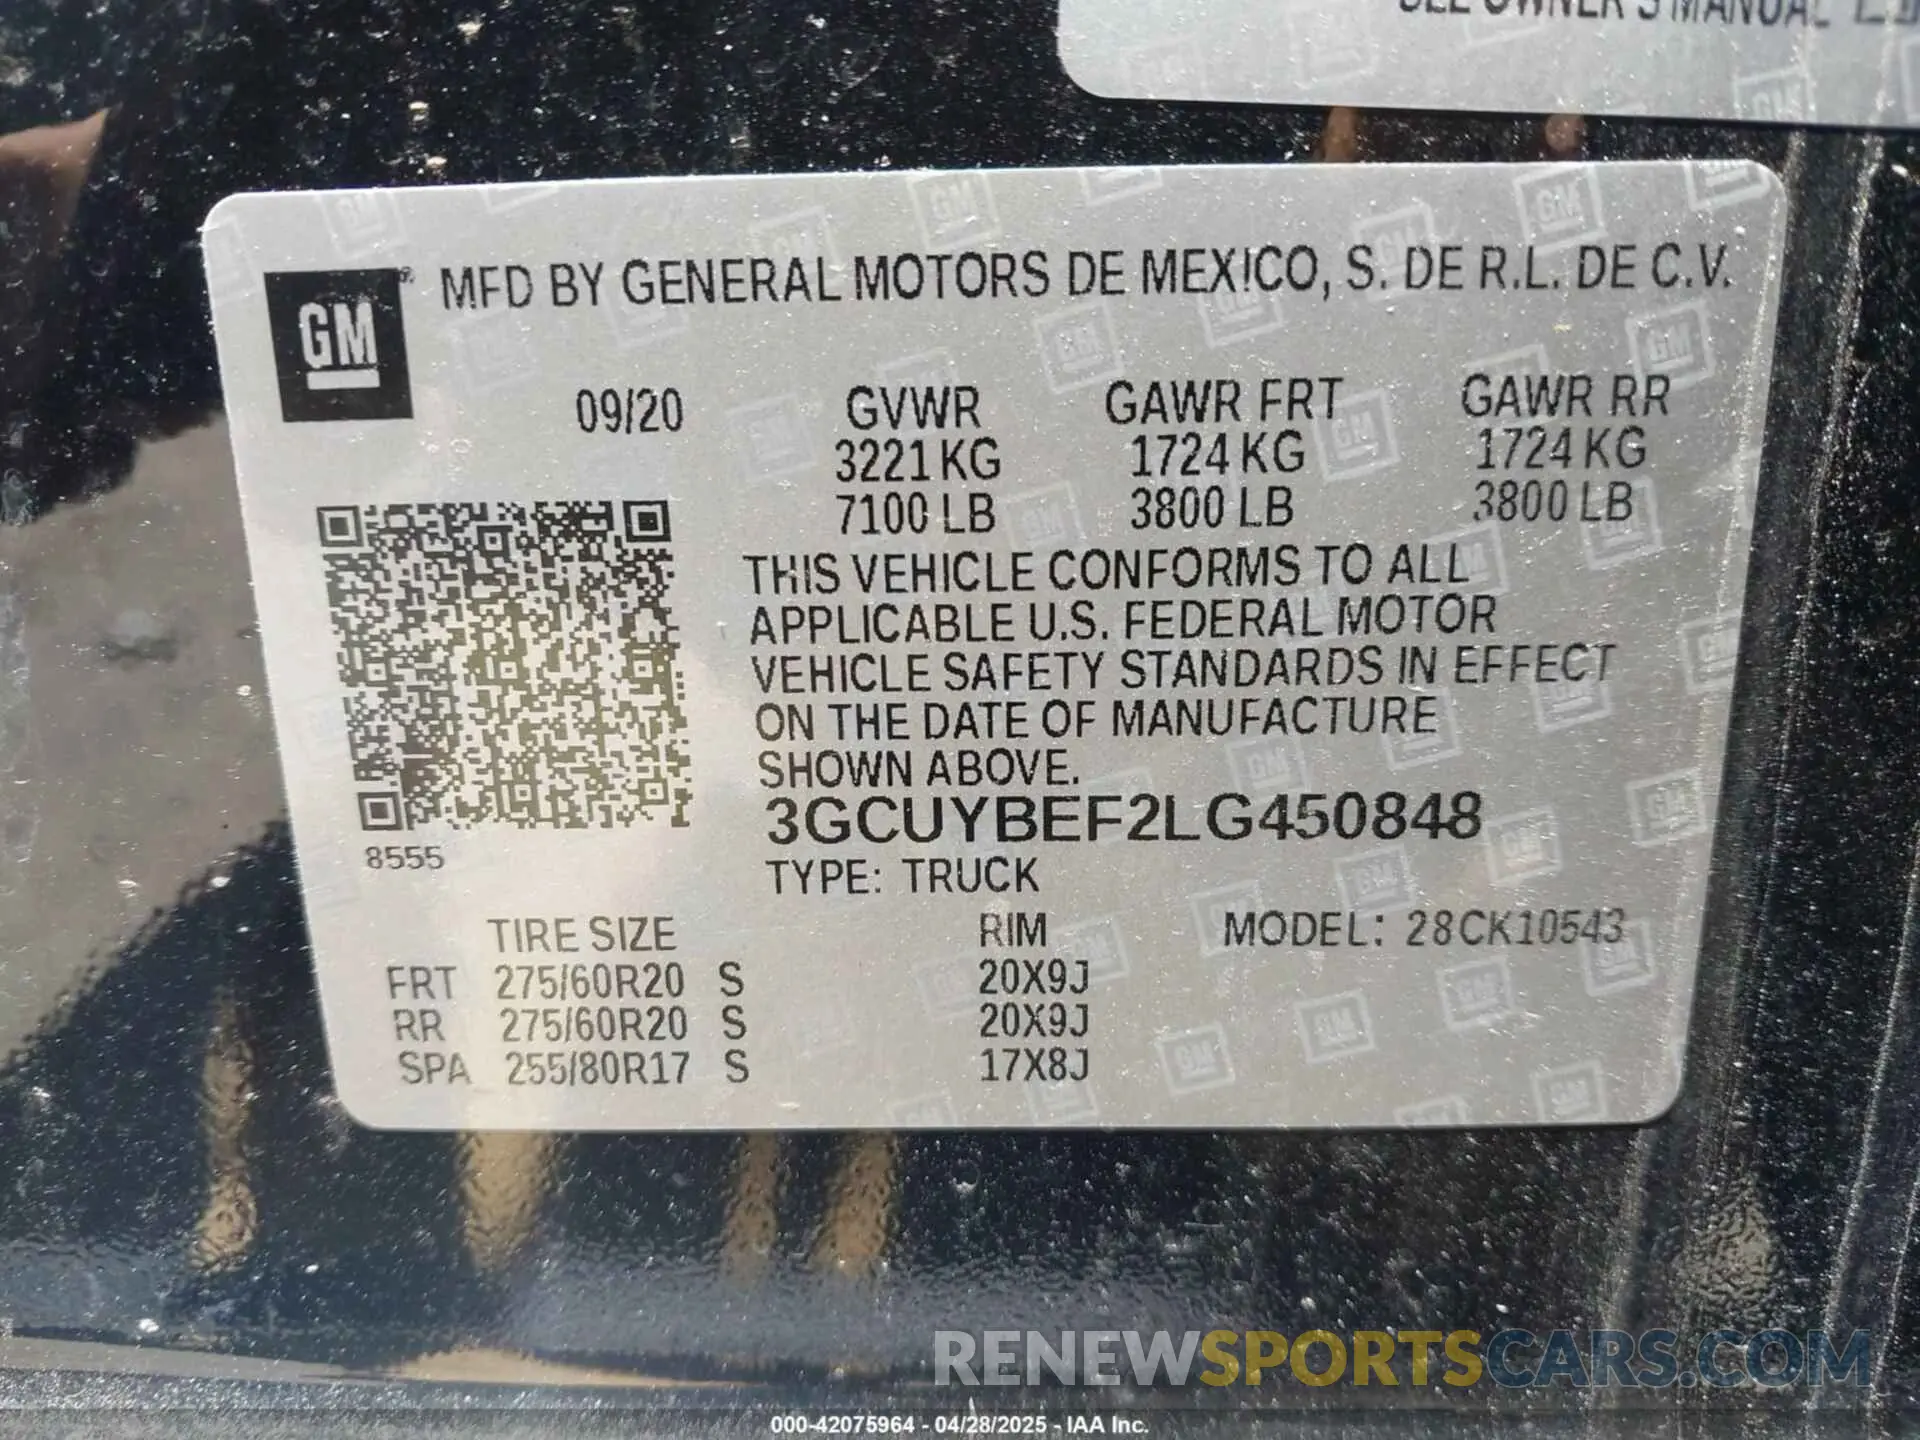 OWNER'S MANUAL
GM ® MFD BY GENERAL MOTORS DE MEXICO, S. DE R.L. DE C.V.
09/20 GVWR GAWR FRT GAWR RR
3221 KG 1724 KG 1724 KG
7100 LB 3800 LB 3800 LB
THIS VEHICLE CONFORMS TO ALL
APPLICABLE U.S. FEDERAL MOTOR
VEHICLE SAFETY STANDARDS IN EFFECT
ON THE DATE OF MANUFACTURE
SHOWN ABOVE.
3GCUYBEF2LG450848
8555
TYPE: TRUCK
TIRE SIZE RIM MODEL: 28CK10543
FRT 275/60R20 S 20X9J
RR 275/60R20 S 20X9J
SPA 255/80R17 S 17X8J
RENEWSPORTSCARS.COM
000-42075964 - 04/28/2025 - IAA Inc.